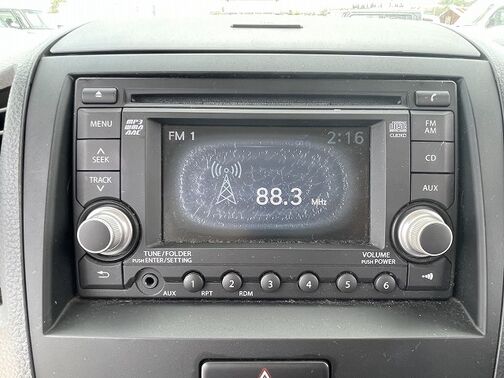 MENU
SEEK
TRACK
MP3
WMA
AAC
FM 1
2:16
88.3 MHz
FM
AM
CD
AUX
TUNE/FOLDER
PUSH ENTER/SETTING
VOLUME
PUSH POWER
AUX
1 RPT 2 RDM 3 4 5 6